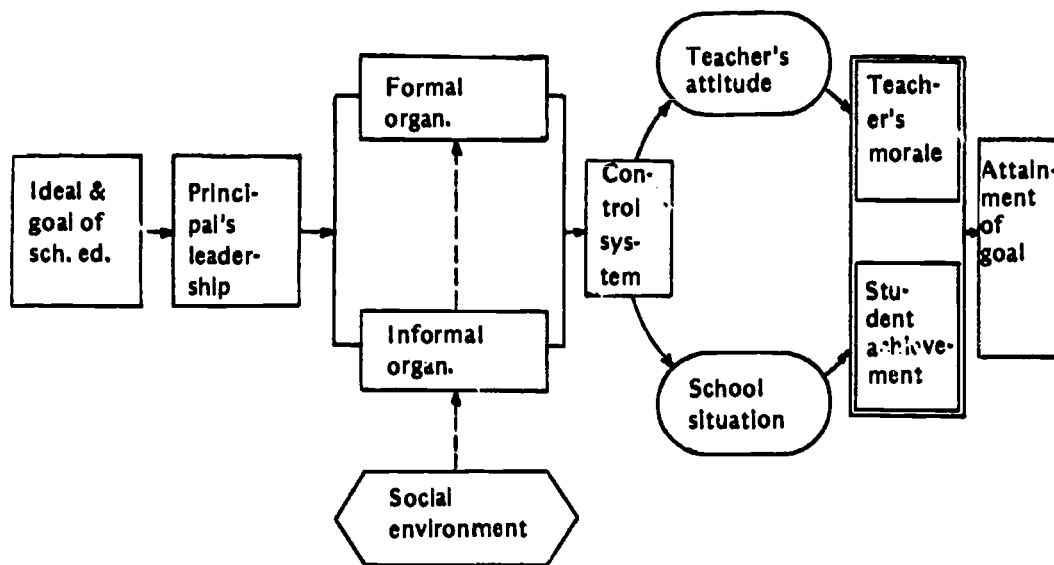 Ideal &
goal of
sch. ed.
Princi-
pal's
leader-
ship
Formal
organ.
Informal
organ.
Social
environment
Con-
trol
sys-
tem
Teacher's
attitude
School
situation
Teach-
er's
morale
Stu-
dent
achieve-
ment
Attain-
ment
of
goal